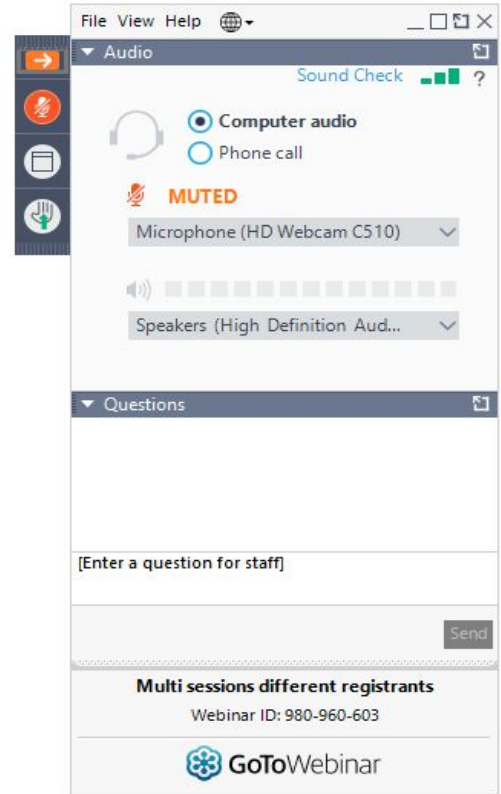 File View Help
Audio
Sound Check ?
Computer audio
Phone call
MUTED
Microphone (HD Webcam C510)
Speakers (High Definition Aud...
Questions
[Enter a question for staff]
Send
Multi sessions different registrants
Webinar ID: 980-960-603
GoToWebinar